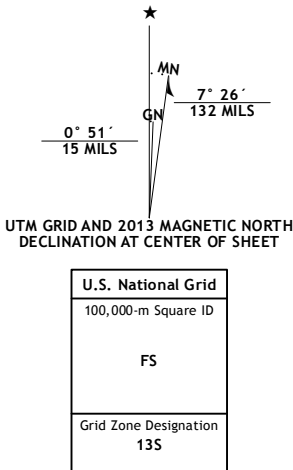 ★
MN
7° 26´
132 MILS
GN
0° 51´
15 MILS
UTM GRID AND 2013 MAGNETIC NORTH
DECLINATION AT CENTER OF SHEET
U.S. National Grid
100,000-m Square ID
FS
Grid Zone Designation
13S